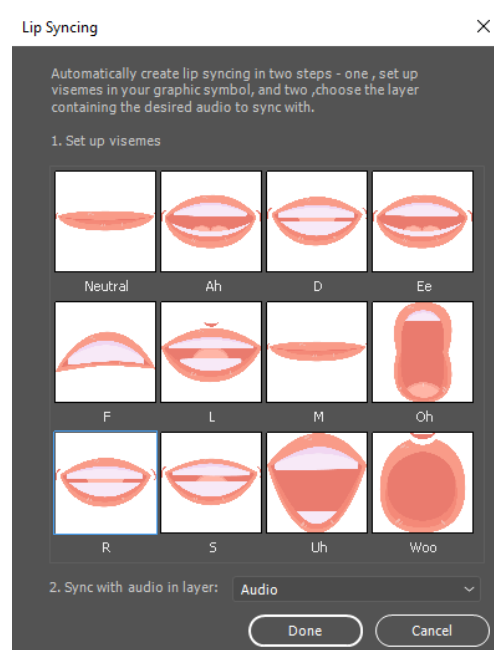 Lip Syncing
Automatically create lip syncing in two steps - one , set up
visemes in your graphic symbol, and two ,choose the layer
containing the desired audio to sync with.
1. Set up visemes
Neutral Ah D Ee
F L M Oh
R S Uh Woo
2. Sync with audio in layer: Audio
Done Cancel